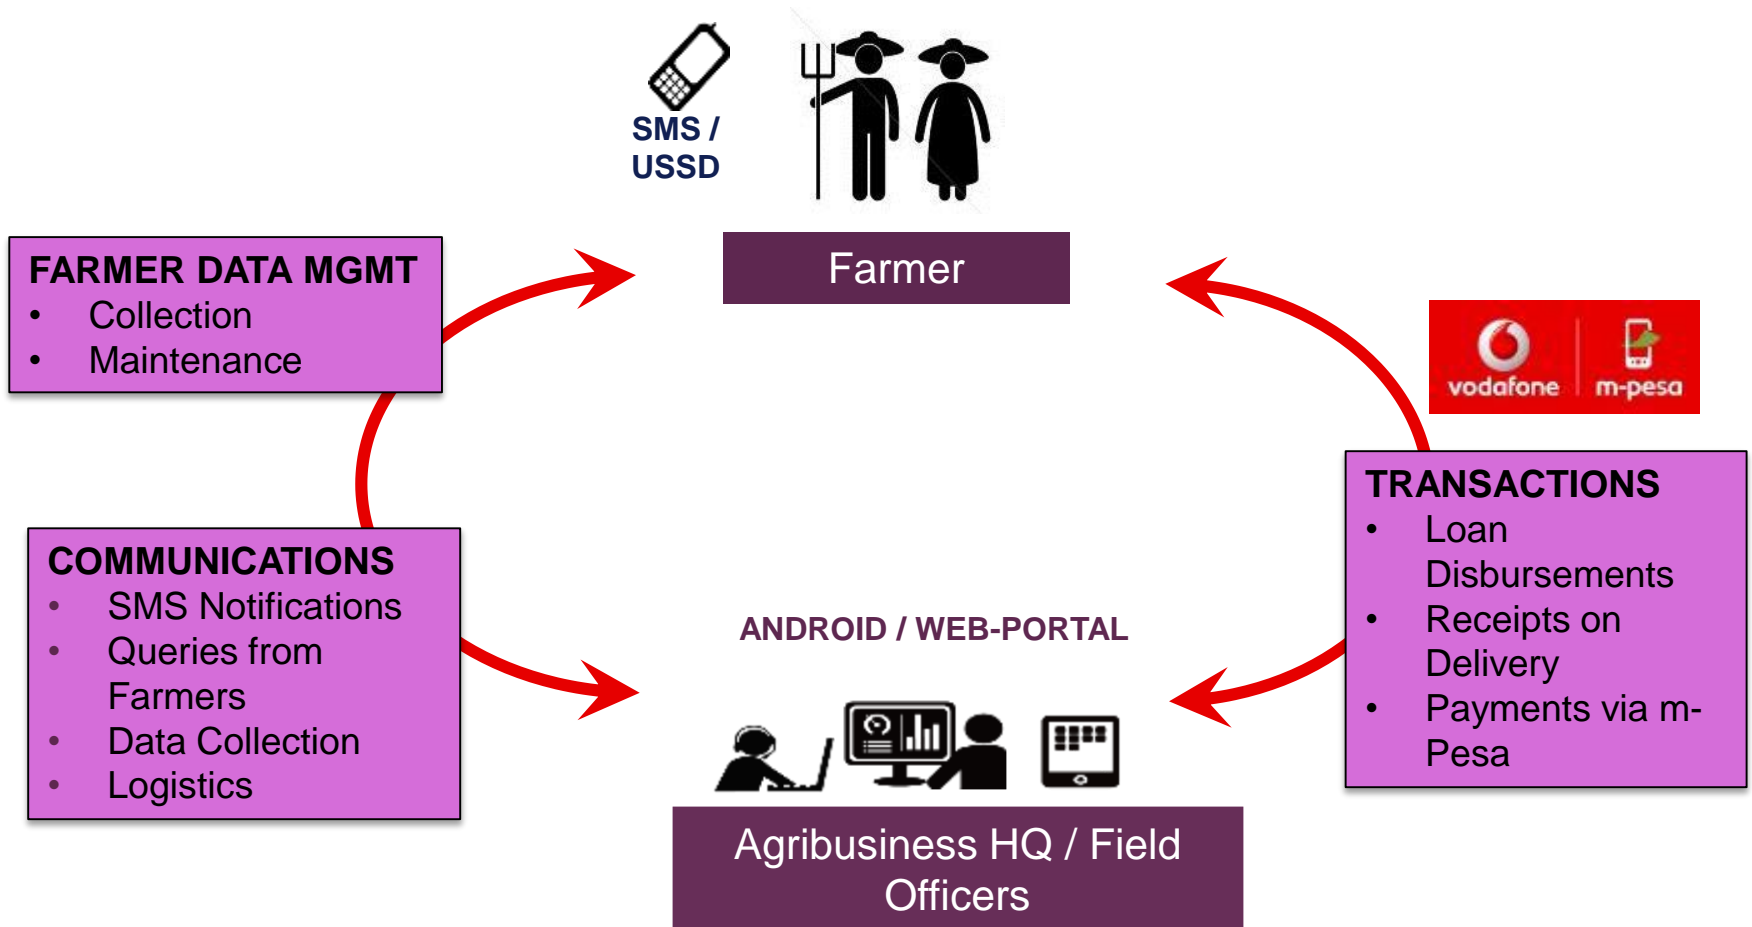 SMS /
USSD
Farmer
FARMER DATA MGMT
• Collection
• Maintenance
vodafone
m-pesa
COMMUNICATIONS
• SMS Notifications
• Queries from
Farmers
• Data Collection
• Logistics
TRANSACTIONS
• Loan
Disbursements
• Receipts on
Delivery
• Payments via m-
Pesa
ANDROID / WEB-PORTAL
Agribusiness HQ / Field
Officers